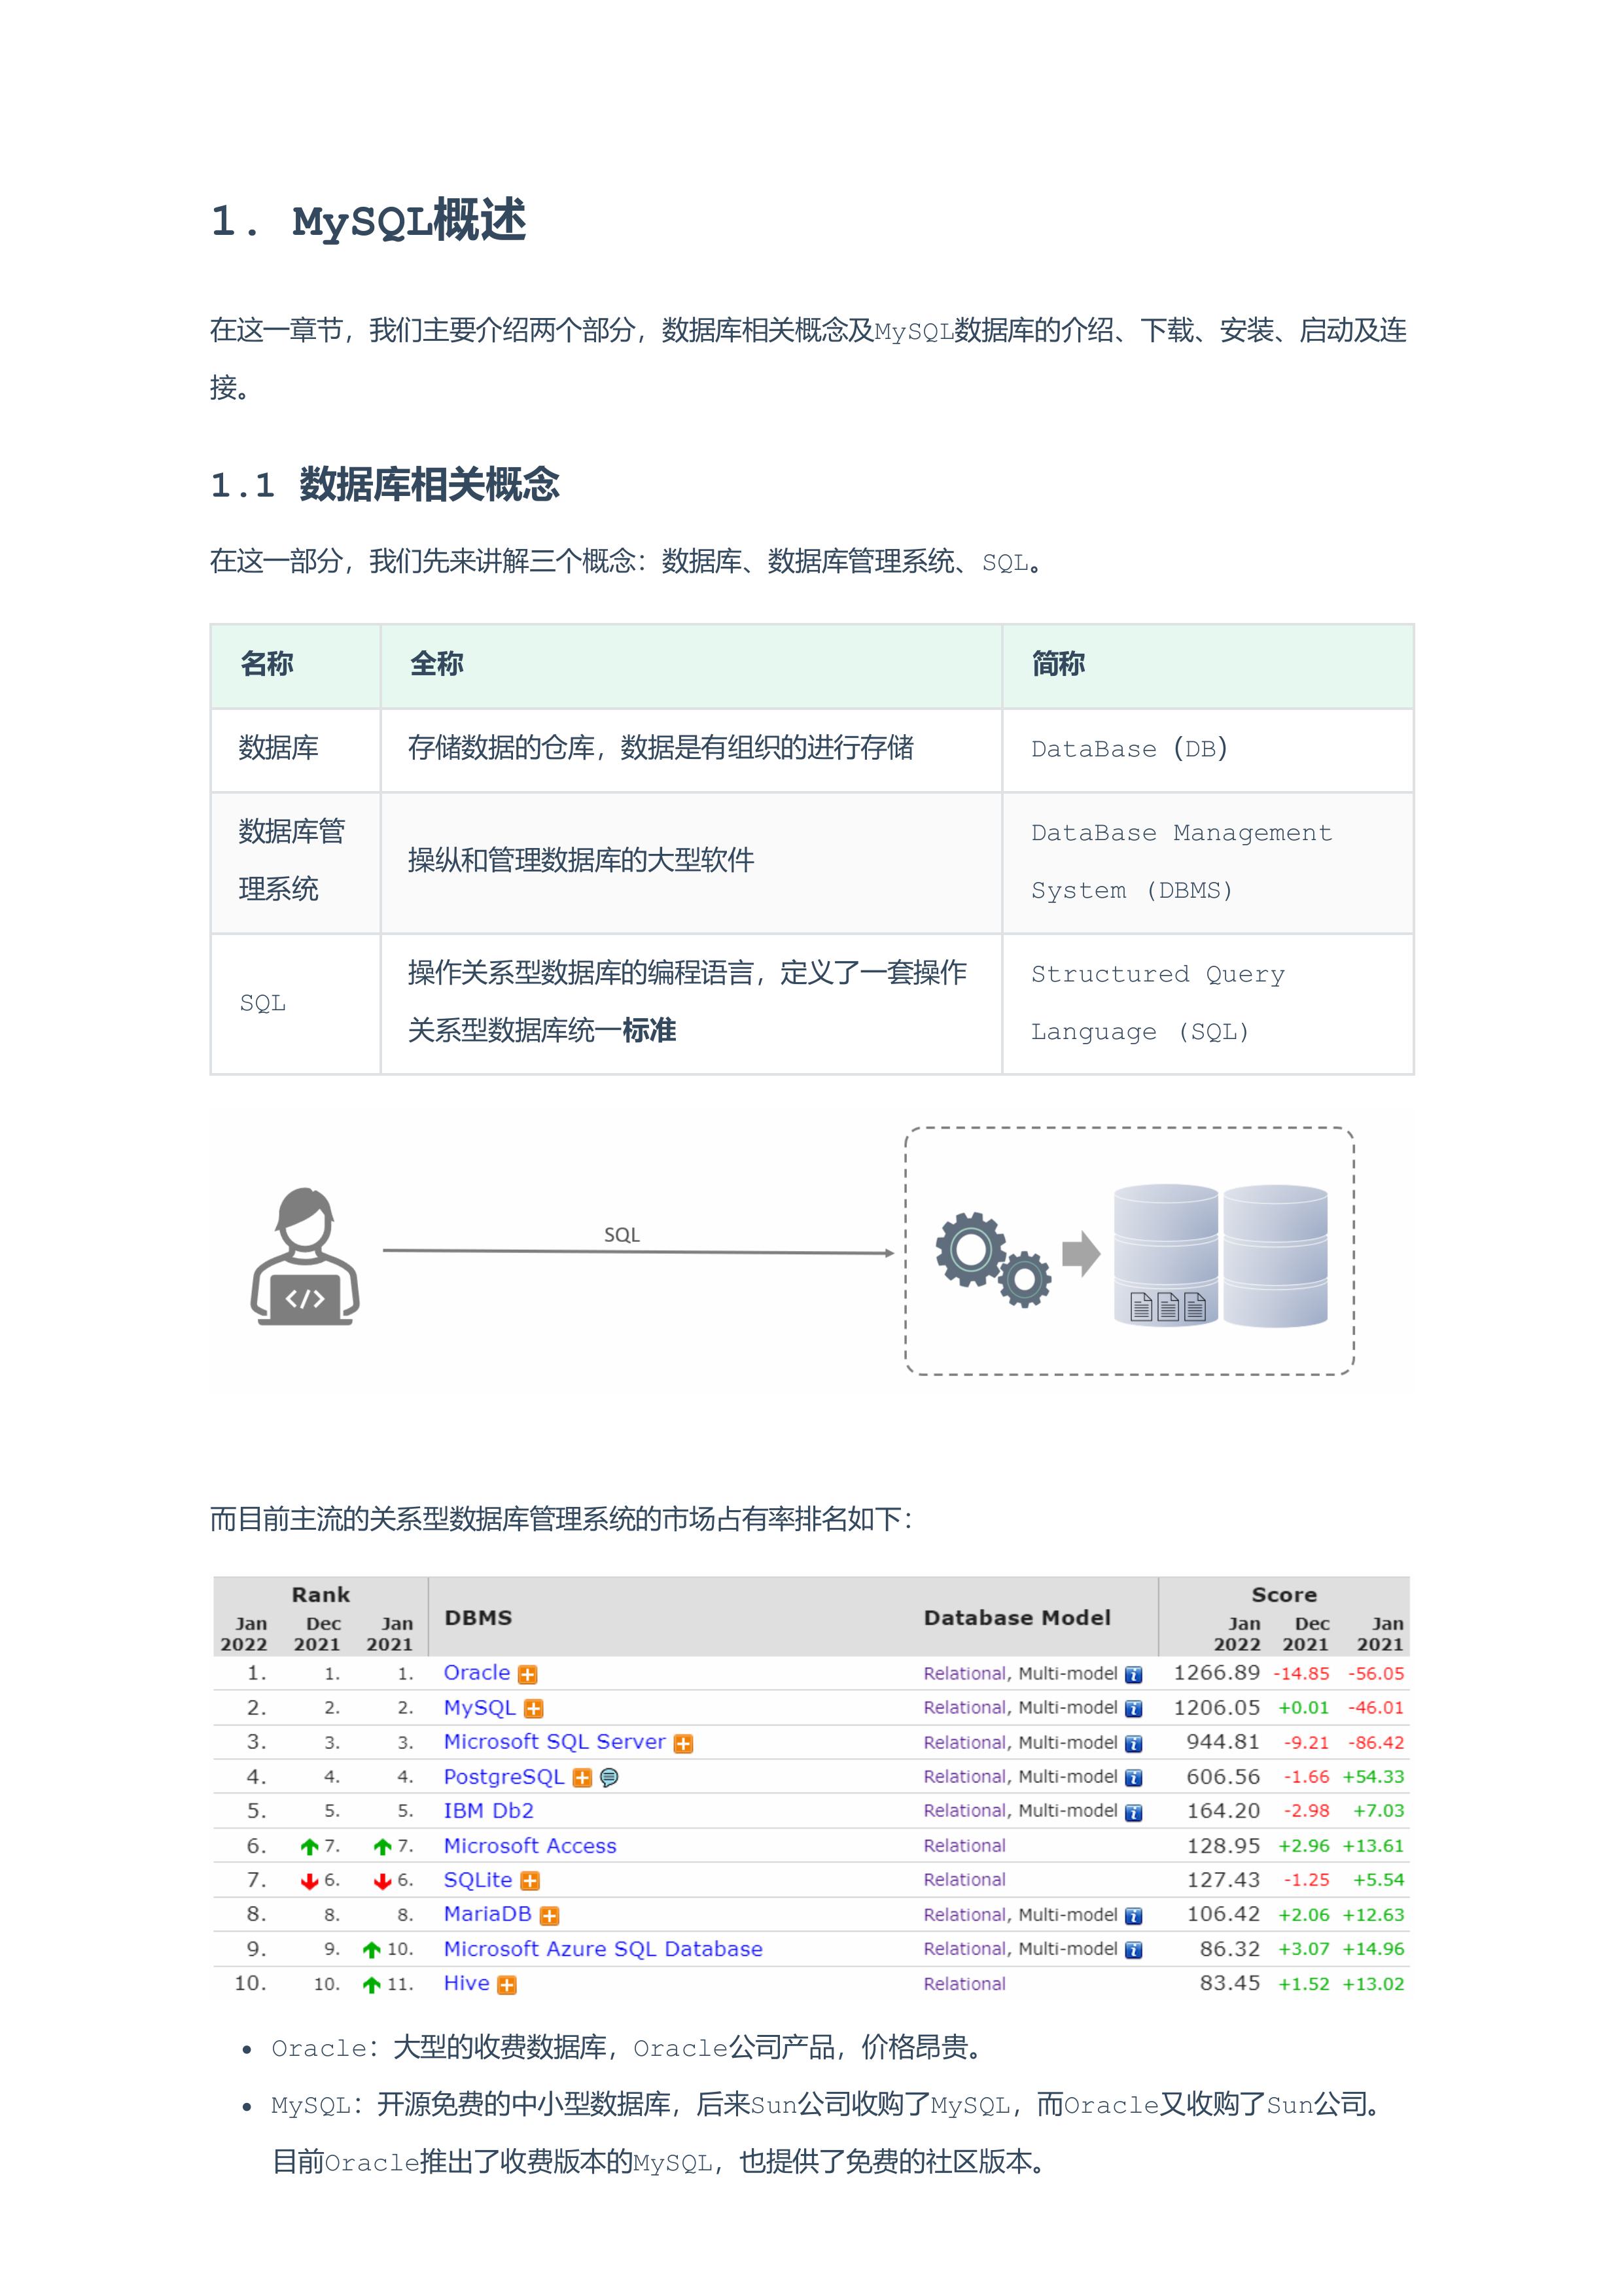 1. MySQL概述
在这一章节，我们主要介绍两个部分，数据库相关概念及MySQL数据库的介绍、下载、安装、启动及连
接。
1.1 数据库相关概念
在这一部分，我们先来讲解三个概念：数据库、数据库管理系统、SQL。
名称 全称 简称
数据库 存储数据的仓库，数据是有组织的进行存储 DataBase（DB）
数据库管
理系统
操纵和管理数据库的大型软件
DataBase Management
System (DBMS)
SQL
操作关系型数据库的编程语言，定义了一套操作
关系型数据库统一标准
Structured Query
Language (SQL)
SQL
</>
而目前主流的关系型数据库管理系统的市场占有率排名如下：
Rank DBMS Database Model Score
Jan 2022 Dec 2021 Jan 2021 Jan 2022 Dec 2021 Jan 2021
1. 1. 1. Oracle Relational, Multi-model i 1266.89 -14.85 -56.05
2. 2. 2. MySQL Relational, Multi-model i 1206.05 +0.01 -46.01
3. 3. 3. Microsoft SQL Server Relational, Multi-model i 944.81 -9.21 -86.42
4. 4. 4. PostgreSQL Relational, Multi-model i 606.56 -1.66 +54.33
5. 5. 5. IBM Db2 Relational, Multi-model i 164.20 -2.98 +7.03
6. 7. 7. Microsoft Access Relational 128.95 +2.96 +13.61
7. 6. 6. SQLite Relational 127.43 -1.25 +5.54
8. 8. 8. MariaDB Relational, Multi-model i 106.42 +2.06 +12.63
9. 9. 10. Microsoft Azure SQL Database Relational, Multi-model i 86.32 +3.07 +14.96
10. 10. 11. Hive Relational 83.45 +1.52 +13.02
• Oracle：大型的收费数据库，Oracle公司产品，价格昂贵。
• MySQL：开源免费的中小型数据库，后来Sun公司收购了MySQL，而Oracle又收购了Sun公司。
目前Oracle推出了收费版本的MySQL，也提供了免费的社区版本。